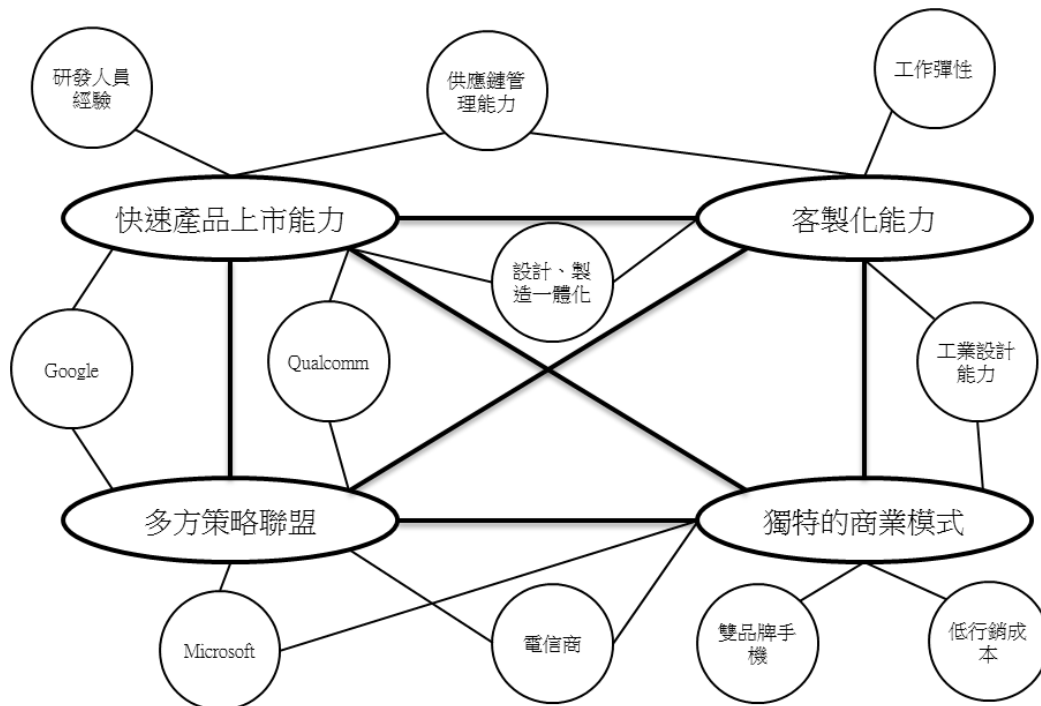 研發人員
經驗
供應鏈管
理能力
工作彈性
快速產品上市能力
客製化能力
設計、製
造一體化
Google
Qualcomm
工業設計
能力
多方策略聯盟
獨特的商業模式
Microsoft
電信商
雙品牌手
機
低行銷成
本